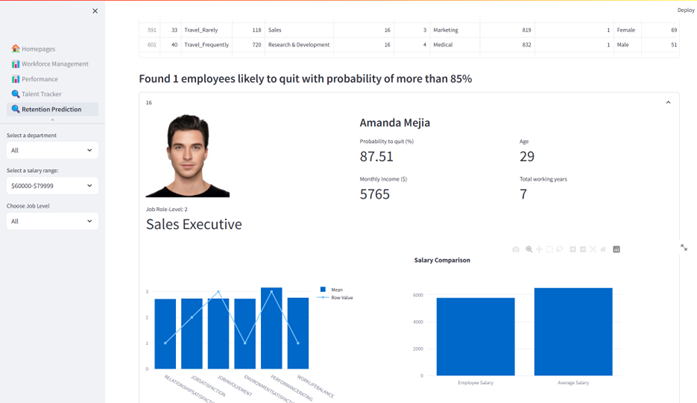 Deploy
Homepages
Workforce Management
Performance
Talent Tracker
Retention Prediction
Select a department
All
Select a salary range:
$60000-$79999
Choose Job Level
All
591 33 Travel_Rarely 118 Sales 16 3 Marketing 819 1 Female 69
602 40 Travel_Frequently 720 Research & Development 16 4 Medical 832 1 Male 51
Found 1 employees likely to quit with probability of more than 85%
16
Amanda Mejia
Probability to quit (%)
87.51
Age
29
Monthly Income ($)
5765
Total working years
7
Job Role-Level: 2
Sales Executive
Mean
Row Value
3
2
1
0
RELATIONSHIPSATISFACTION
JOBSATISFACTION
JOBINVOLVEMENT
ENVIRONMENTSATISFACTION
PERFORMANCERATING
WORKLIFEBALANCE
Salary Comparison
6000
4000
2000
0
Employee Salary
Average Salary